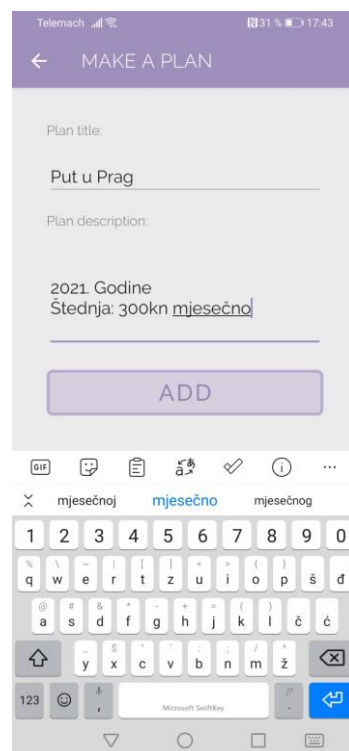 Telemach 31 % 17:43
MAKE A PLAN
Plan title:
Put u Prag
Plan description:
2021. Godine
Štednja: 300kn mjesečno
ADD
GIF
mjesečnoj mjesečno mjesečnog
1 2 3 4 5 6 7 8 9 0
q w e r t z u i o p š đ
a s d f g h j k l č ć
y x c v b n m ž
123 , Microsoft SwiftKey .